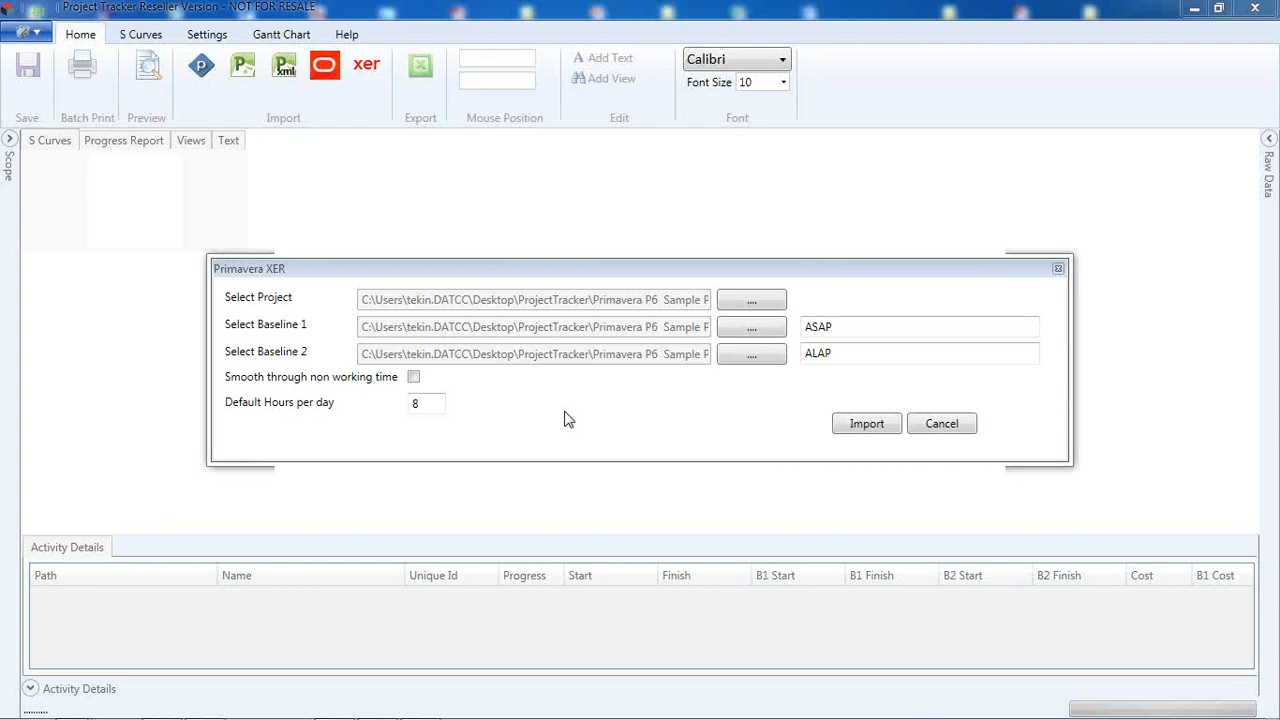 Project Tracker Reseller Version - NOT FOR RESALE
Home S Curves Settings Gantt Chart Help
P P P xml xer
Add Text
Add View
Calibri
Font Size 10
Save Batch Print Preview Import Export Mouse Position Edit Font
S Curves Progress Report Views Text
Scope
Raw Data
Primavera XER
Select Project C:\Users\tekin.DATCC\Desktop\ProjectTracker\Primavera P6 Sample P ....
Select Baseline 1 C:\Users\tekin.DATCC\Desktop\ProjectTracker\Primavera P6 Sample P .... ASAP
Select Baseline 2 C:\Users\tekin.DATCC\Desktop\ProjectTracker\Primavera P6 Sample P .... ALAP
Smooth through non working time
Default Hours per day 8
Import Cancel
Activity Details
Path Name Unique Id Progress Start Finish B1 Start B1 Finish B2 Start B2 Finish Cost B1 Cost
Activity Details
..........